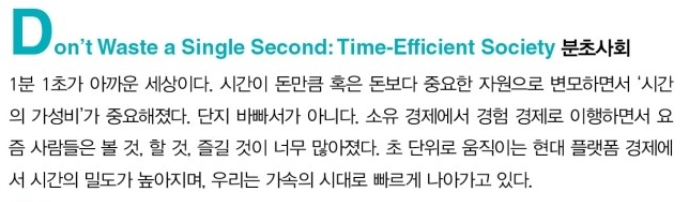 Don't Waste a Single Second: Time-Efficient Society 분초사회
1분 1초가 아까운 세상이다. 시간이 돈만큼 혹은 돈보다 중요한 자원으로 변모하면서 ‘시간
의 가성비’가 중요해졌다. 단지 바빠서가 아니다. 소유 경제에서 경험 경제로 이행하면서 요
즘 사람들은 볼 것, 할 것, 즐길 것이 너무 많아졌다. 초 단위로 움직이는 현대 플랫폼 경제에
서 시간의 밀도가 높아지며, 우리는 가속의 시대로 빠르게 나아가고 있다.